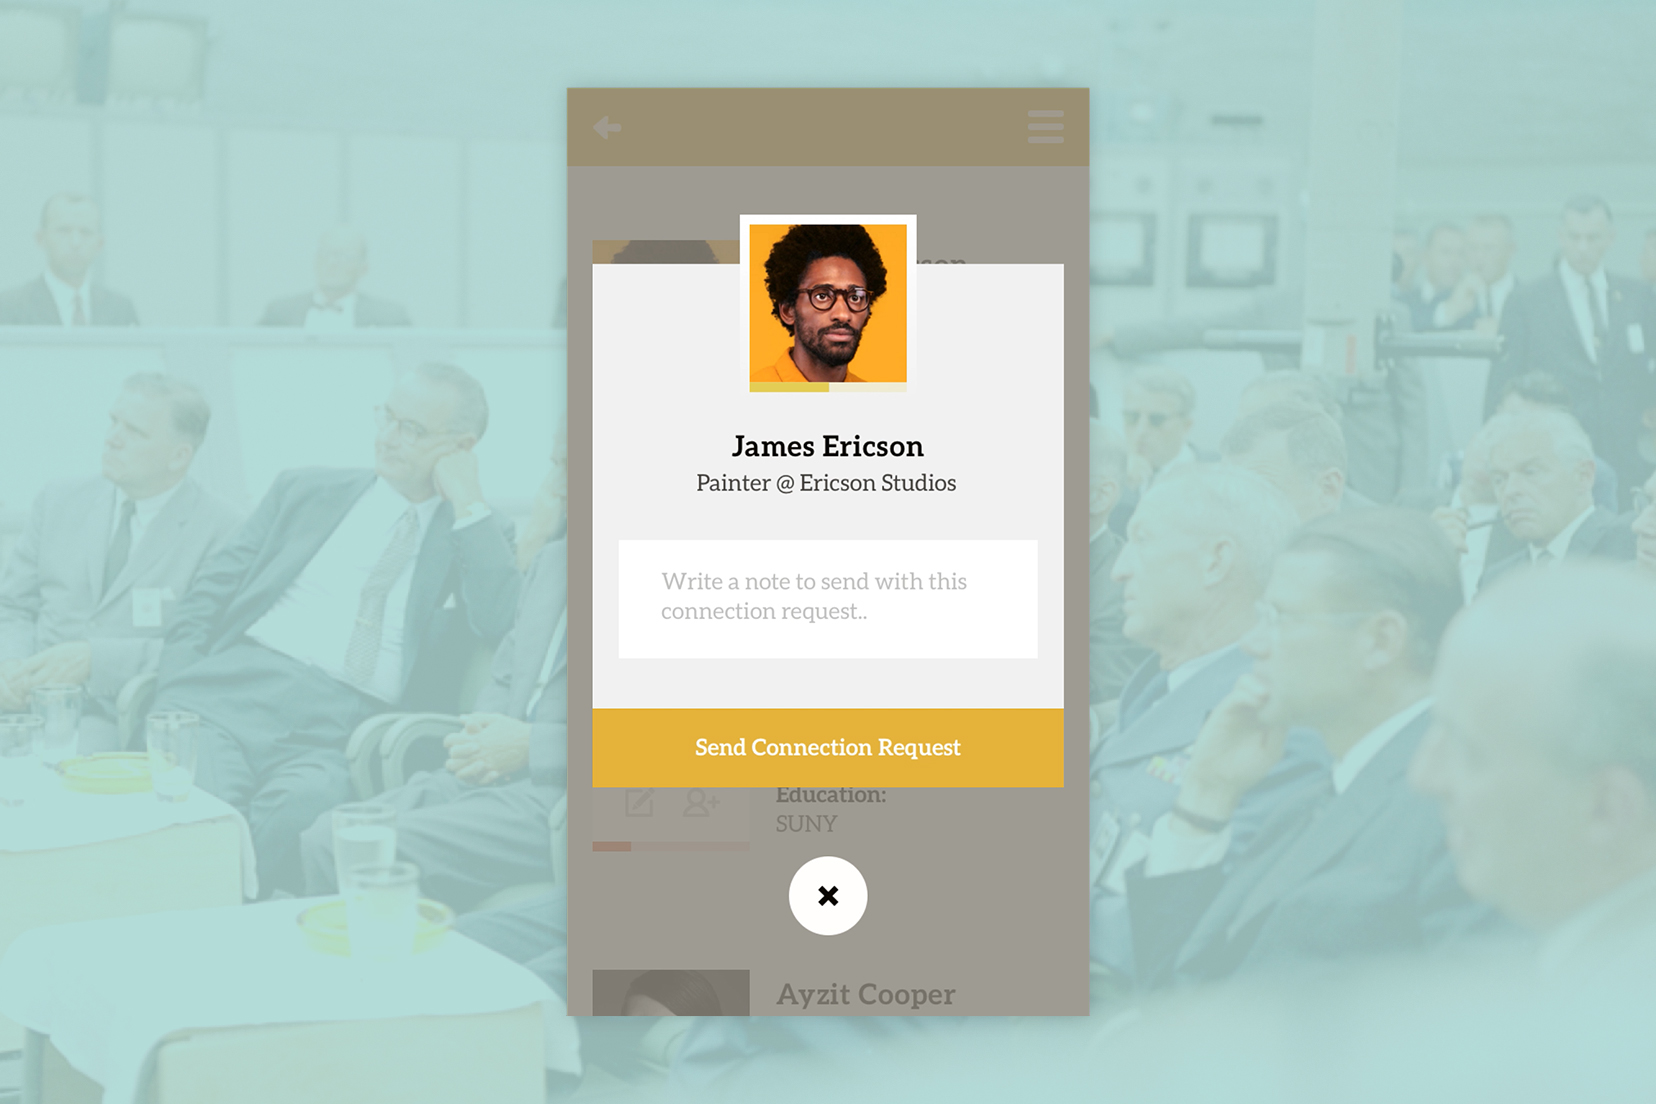 James Ericson
Painter @ Ericson Studios
Write a note to send with this
connection request..
Send Connection Request
Education:
SUNY
Ayzit Cooper